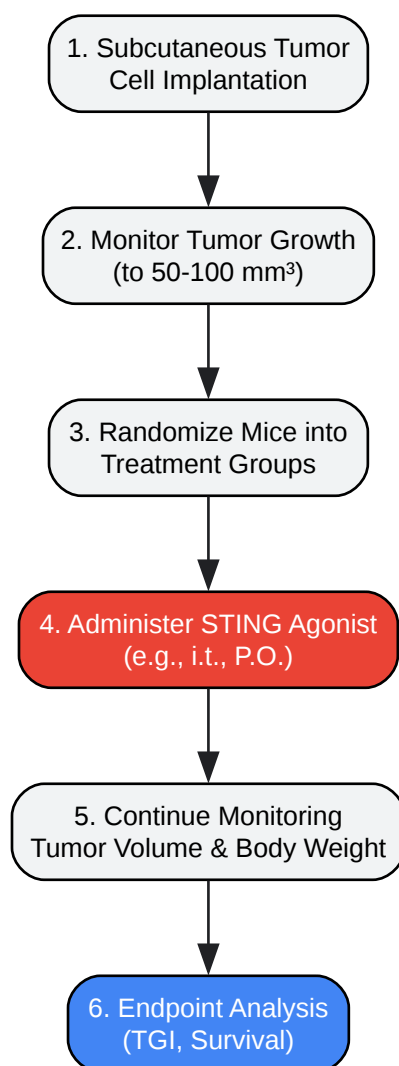 1. Subcutaneous Tumor
Cell Implantation
2. Monitor Tumor Growth
(to 50-100 mm³)
3. Randomize Mice into
Treatment Groups
4. Administer STING Agonist
(e.g., i.t., P.O.)
5. Continue Monitoring
Tumor Volume & Body Weight
6. Endpoint Analysis
(TGI, Survival)